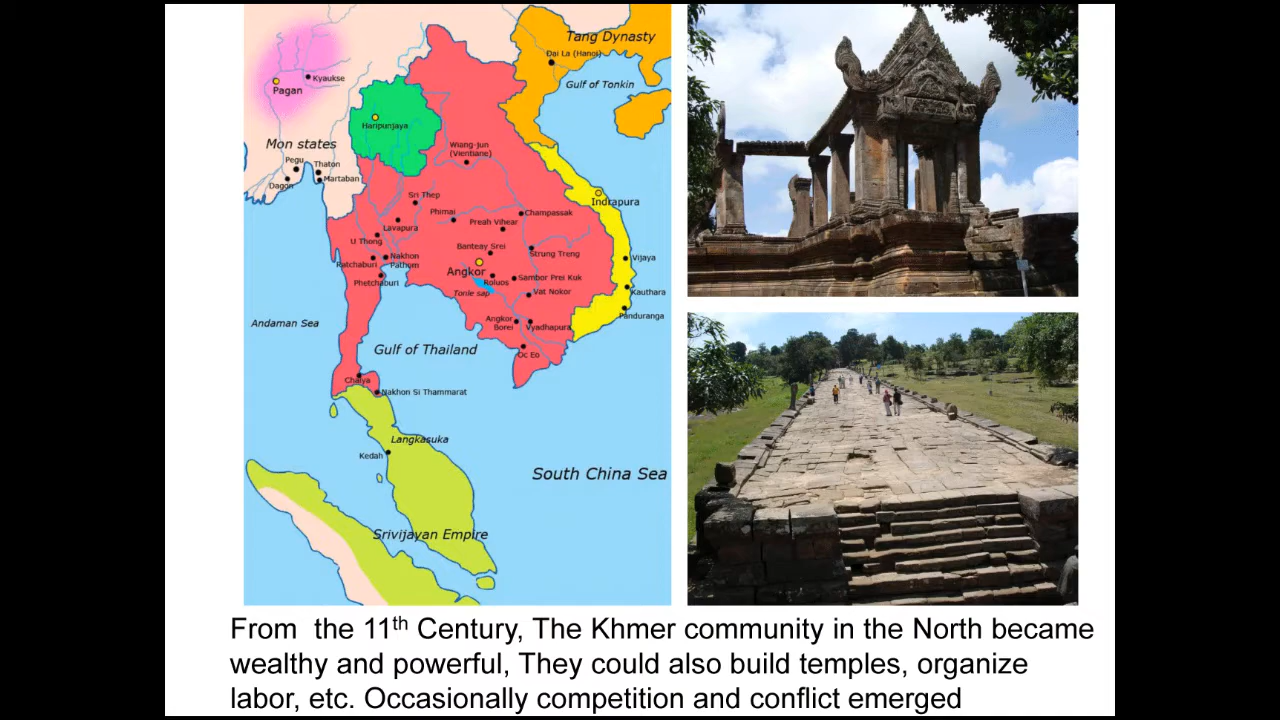 Tang Dynasty
Dai La (Hanoi)
Kyaukse
Pagan
Gulf of Tonkin
Haripunjaya
Mon states
Wiang-jun
(Vientiane)
Pegu
Thaton
Dagon
Martaban
Sri Thep
Indrapura
Phimai
Champassak
Lavapura
Preah Vihear
U Thong
Banteay Srei
Strung Treng
Nakhon
Pathom
Ratchaburi
Vijaya
Angkor
Phetchaburi
Roluos
Sambor Prei Kuk
Tonle sap
Vat Nokor
Kauthara
Panduranga
Andaman Sea
Angkor
Borei
Vyadhapura
Gulf of Thailand
Oc Eo
Chaiya
Nakhon Si Thammarat
Langkasuka
Kedah
South China Sea
Srivijayan Empire
From  the 11th Century, The Khmer community in the North became
wealthy and powerful, They could also build temples, organize
labor, etc. Occasionally competition and conflict emerged